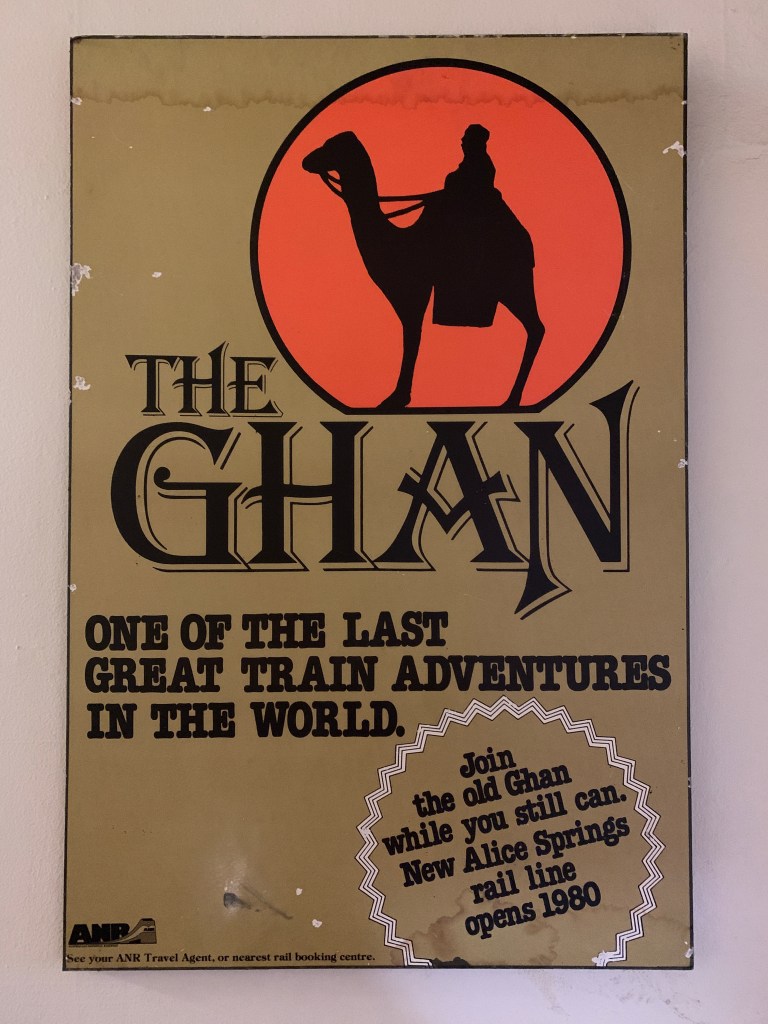 THE
GHAN
ONE OF THE LAST
GREAT TRAIN ADVENTURES
IN THE WORLD.
Join
the old Ghan
while you still can.
New Alice Springs
rail line
opens 1980
ANR
See your ANR Travel Agent, or nearest rail booking centre.